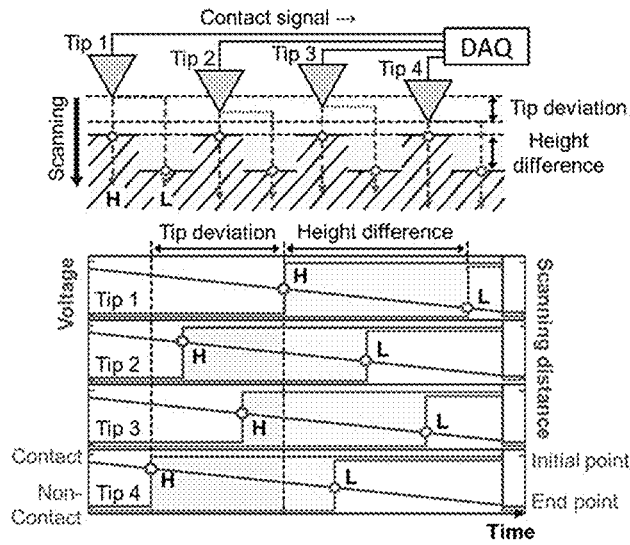 Contact signal →
Tip 1
Tip 2
Tip 3
Tip 4
DAQ
Scanning
Tip deviation
Height
difference
H
L
Tip deviation
Height difference
Voltage
Scanning distance
H
Tip 1
L
Tip 2
H
L
Tip 3
H
L
Contact
Initial point
H
L
Non-
Contact
Tip 4
End point
Time